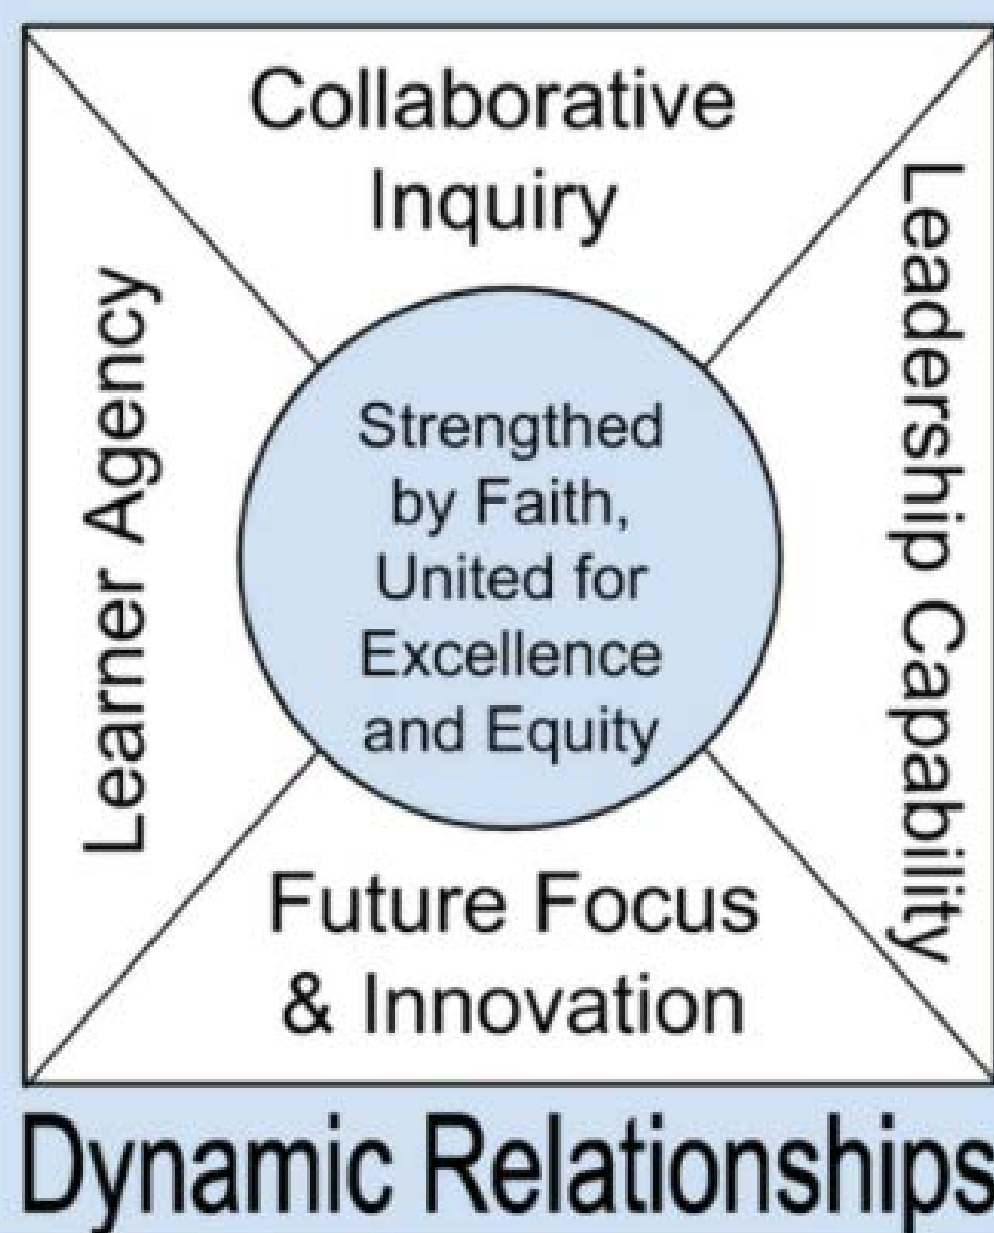 Collaborative
Inquiry
Learner Agency
Leadership Capability
Strengthed
by Faith,
United for
Excellence
and Equity
Future Focus
& Innovation
Dynamic Relationships